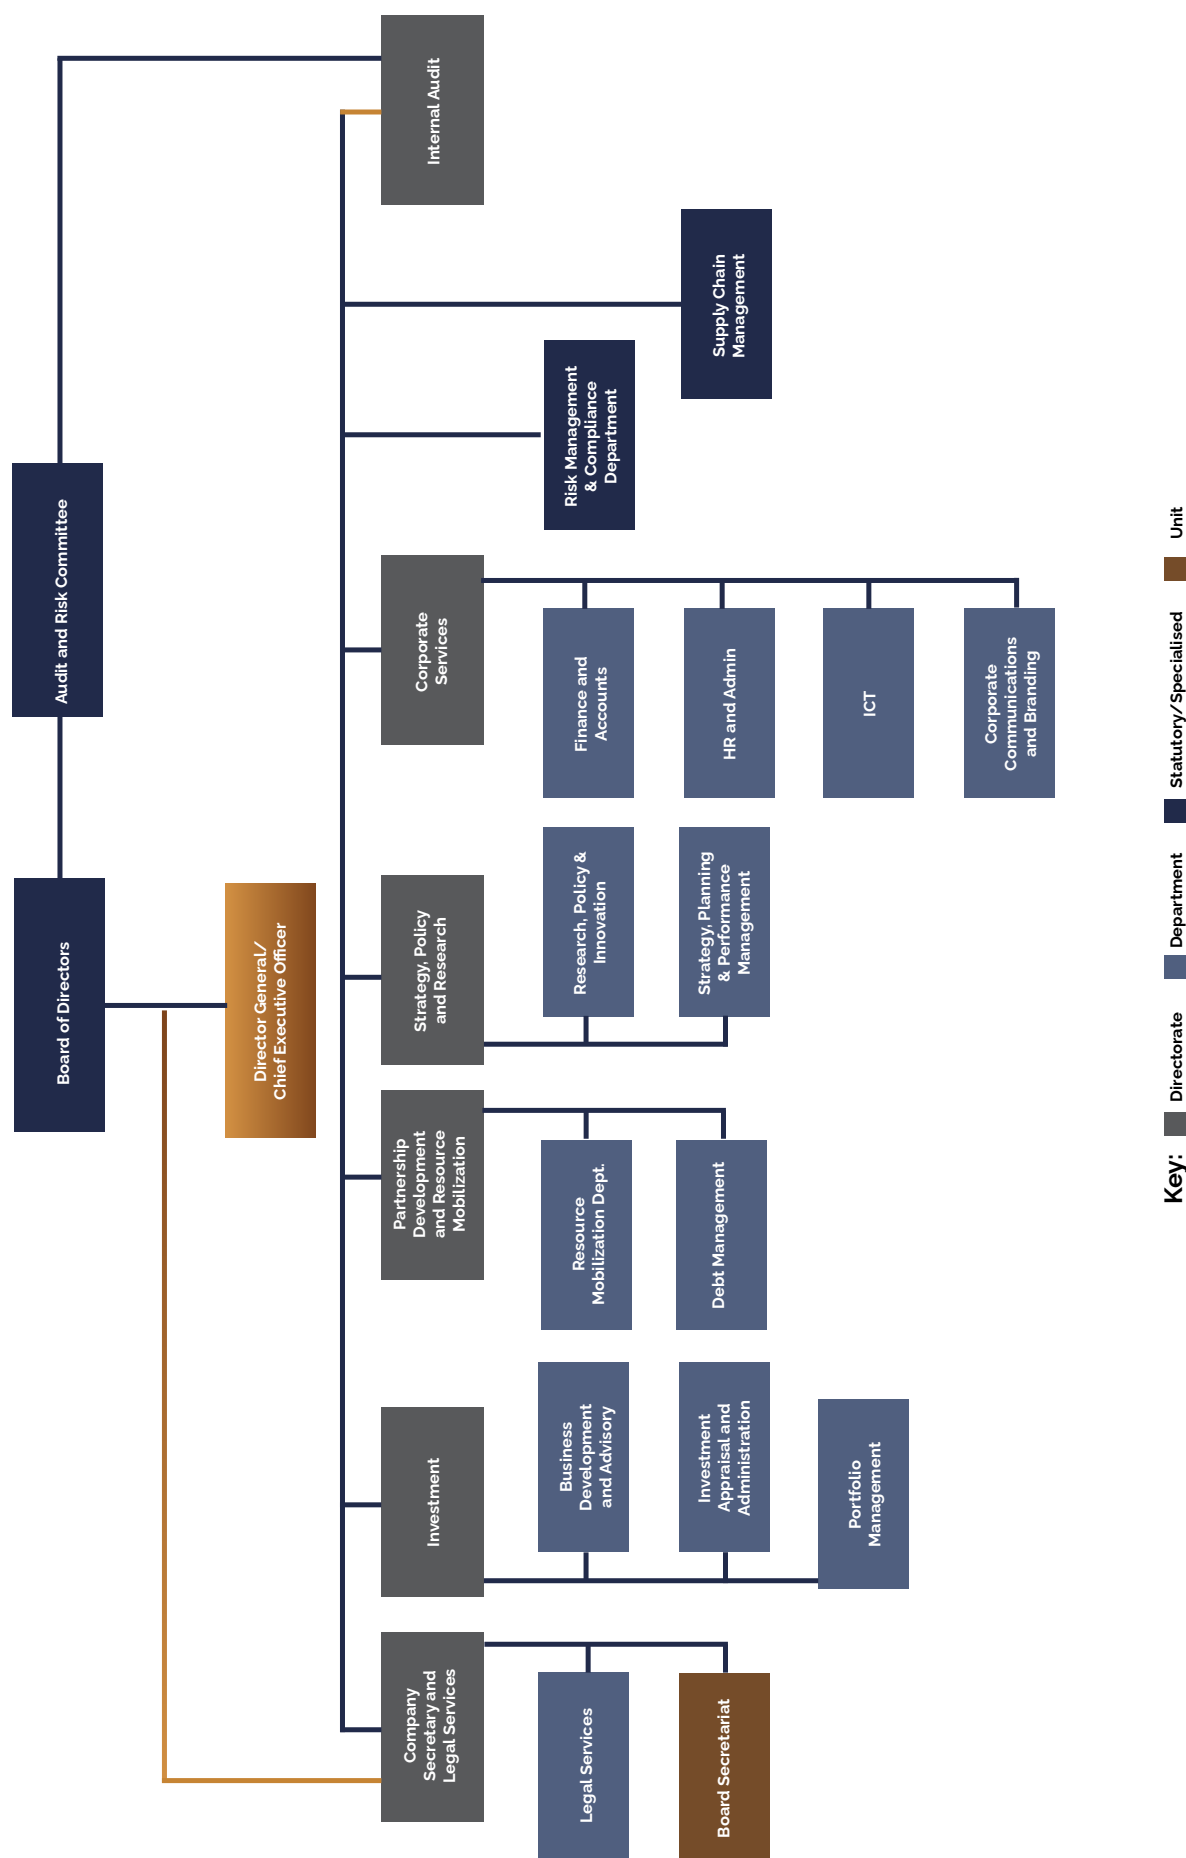 Board of Directors
Audit and Risk Committee
Director General/
Chief Executive Officer
Company
Secretary and
Legal Services
Investment
Partnership
Development
and Resource
Mobilization
Strategy, Policy
and Research
Corporate
Services
Internal Audit
Legal Services
Board Secretariat
Business
Development
and Advisory
Investment
Appraisal and
Administration
Portfolio
Management
Resource
Mobilization Dept.
Debt Management
Research, Policy &
Innovation
Strategy, Planning
& Performance
Management
Finance and
Accounts
HR and Admin
ICT
Corporate
Communications
and Branding
Risk Management
& Compliance
Department
Supply Chain
Management
Key:
Directorate
Department
Statutory/Specialised
Unit